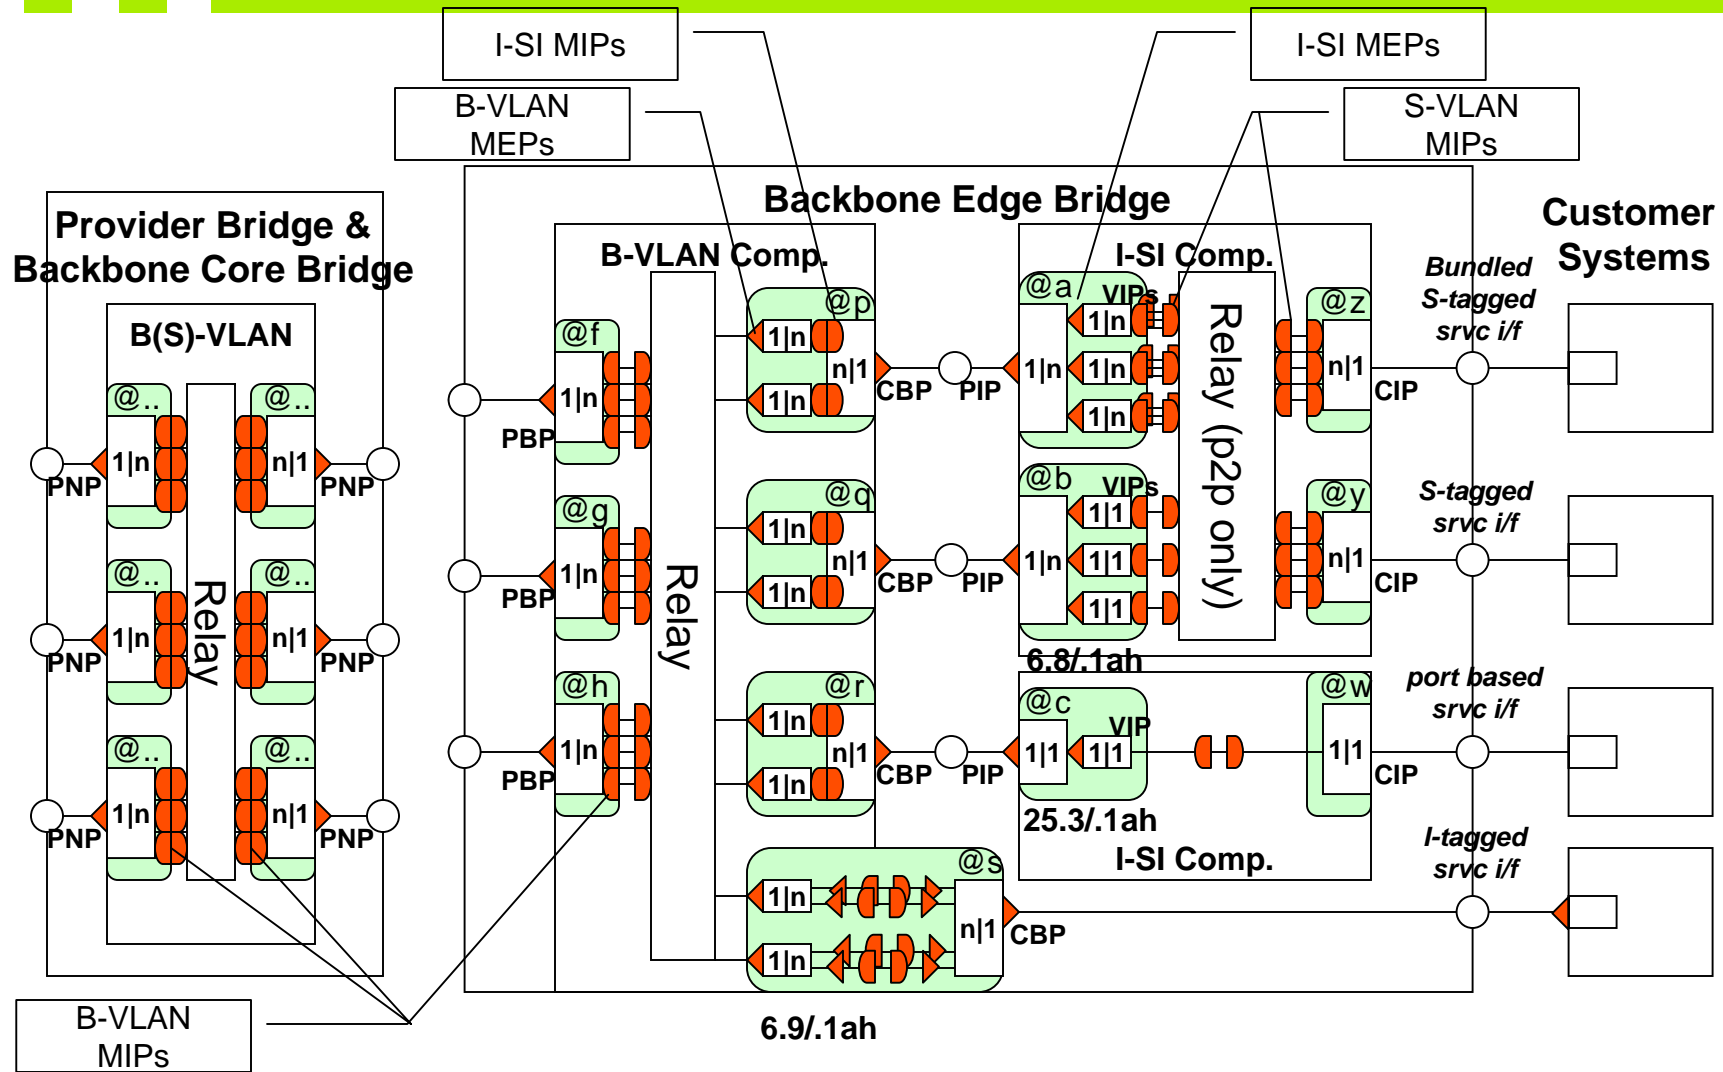 I-SI MIPs
I-SI MEPs
B-VLAN
MEPs
S-VLAN
MIPs
Provider Bridge &
Backbone Core Bridge
B(S)-VLAN
@..
1|n
PNP
@..
n|1
PNP
@..
1|n
PNP
@..
n|1
PNP
@..
1|n
PNP
@..
n|1
PNP
Relay
B-VLAN
MIPs
Backbone Edge Bridge
B-VLAN Comp.
@f
1|n
PBP
@g
1|n
PBP
@h
1|n
PBP
Relay
@p
1|n
1|n
n|1
CBP
PIP
@q
1|n
1|n
n|1
CBP
PIP
@r
1|n
1|n
n|1
CBP
PIP
@s
1|n
1|n
n|1
CBP
6.9/.1ah
I-SI Comp.
@a
VIPs
1|n
1|n
1|n
1|n
@b
VIPs
1|n
1|1
1|1
1|1
6.8/.1ah
Relay (p2p only)
@z
n|1
CIP
@y
n|1
CIP
@c
VIP
1|1
1|1
@w
1|1
CIP
25.3/.1ah
I-SI Comp.
Customer
Systems
Bundled
S-tagged
srvc i/f
S-tagged
srvc i/f
port based
srvc i/f
I-tagged
srvc i/f